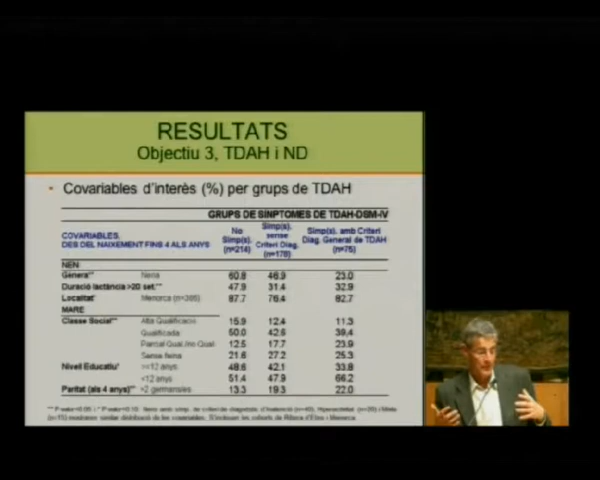 RESULTATS
Objectiu 3, TDAH i ND
• Covariables d'interès (%) per grups de TDAH
GRUPS DE SÍNPTOMES DE TDAH-DSM-IV
COVARIABLES, DES DEL NAIXEMENT FINS 4 ALS ANYS
No Simp(s). (n=214)
Simp(s). sense Criteri Diag. (n=178)
Simp(s). amb Criteri Diag. General de TDAH (n=75)
NEN:
Gènere** Nena 60.8 46.9 23.0
Duració lactància >20 set.** 47.9 31.4 32.9
Localitat Menorca 87.7 76.4 82.7
MARE
Classe Social** Alta Qualificació 15.9 12.4 11.3
Qualificada 50.0 42.6 39.4
Parcial Qual./no Qual. 12.5 17.7 23.9
Sense feina 21.6 27.2 25.3
Nivell Educatiu >=12 anys 48.6 42.1 33.8
<12 anys 51.4 47.9 66.2
Paritat (als 4 anys)** >2 germans/es 13.3 19.3 22.0